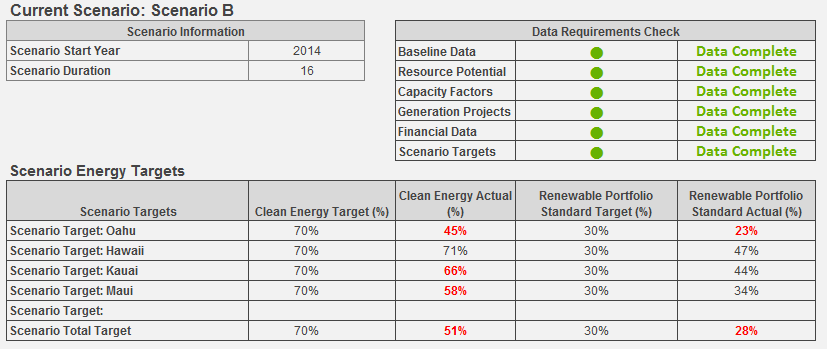 Current Scenario: Scenario B
Scenario Information
Scenario Start Year 2014
Scenario Duration 16
Data Requirements Check
Baseline Data Data Complete
Resource Potential Data Complete
Capacity Factors Data Complete
Generation Projects Data Complete
Financial Data Data Complete
Scenario Targets Data Complete
Scenario Energy Targets
Scenario Targets Clean Energy Target (%) Clean Energy Actual (%) Renewable Portfolio Standard Target (%) Renewable Portfolio Standard Actual (%)
Scenario Target: Oahu 70% 45% 30% 23%
Scenario Target: Hawaii 70% 71% 30% 47%
Scenario Target: Kauai 70% 66% 30% 44%
Scenario Target: Maui 70% 58% 30% 34%
Scenario Target:
Scenario Total Target 70% 51% 30% 28%